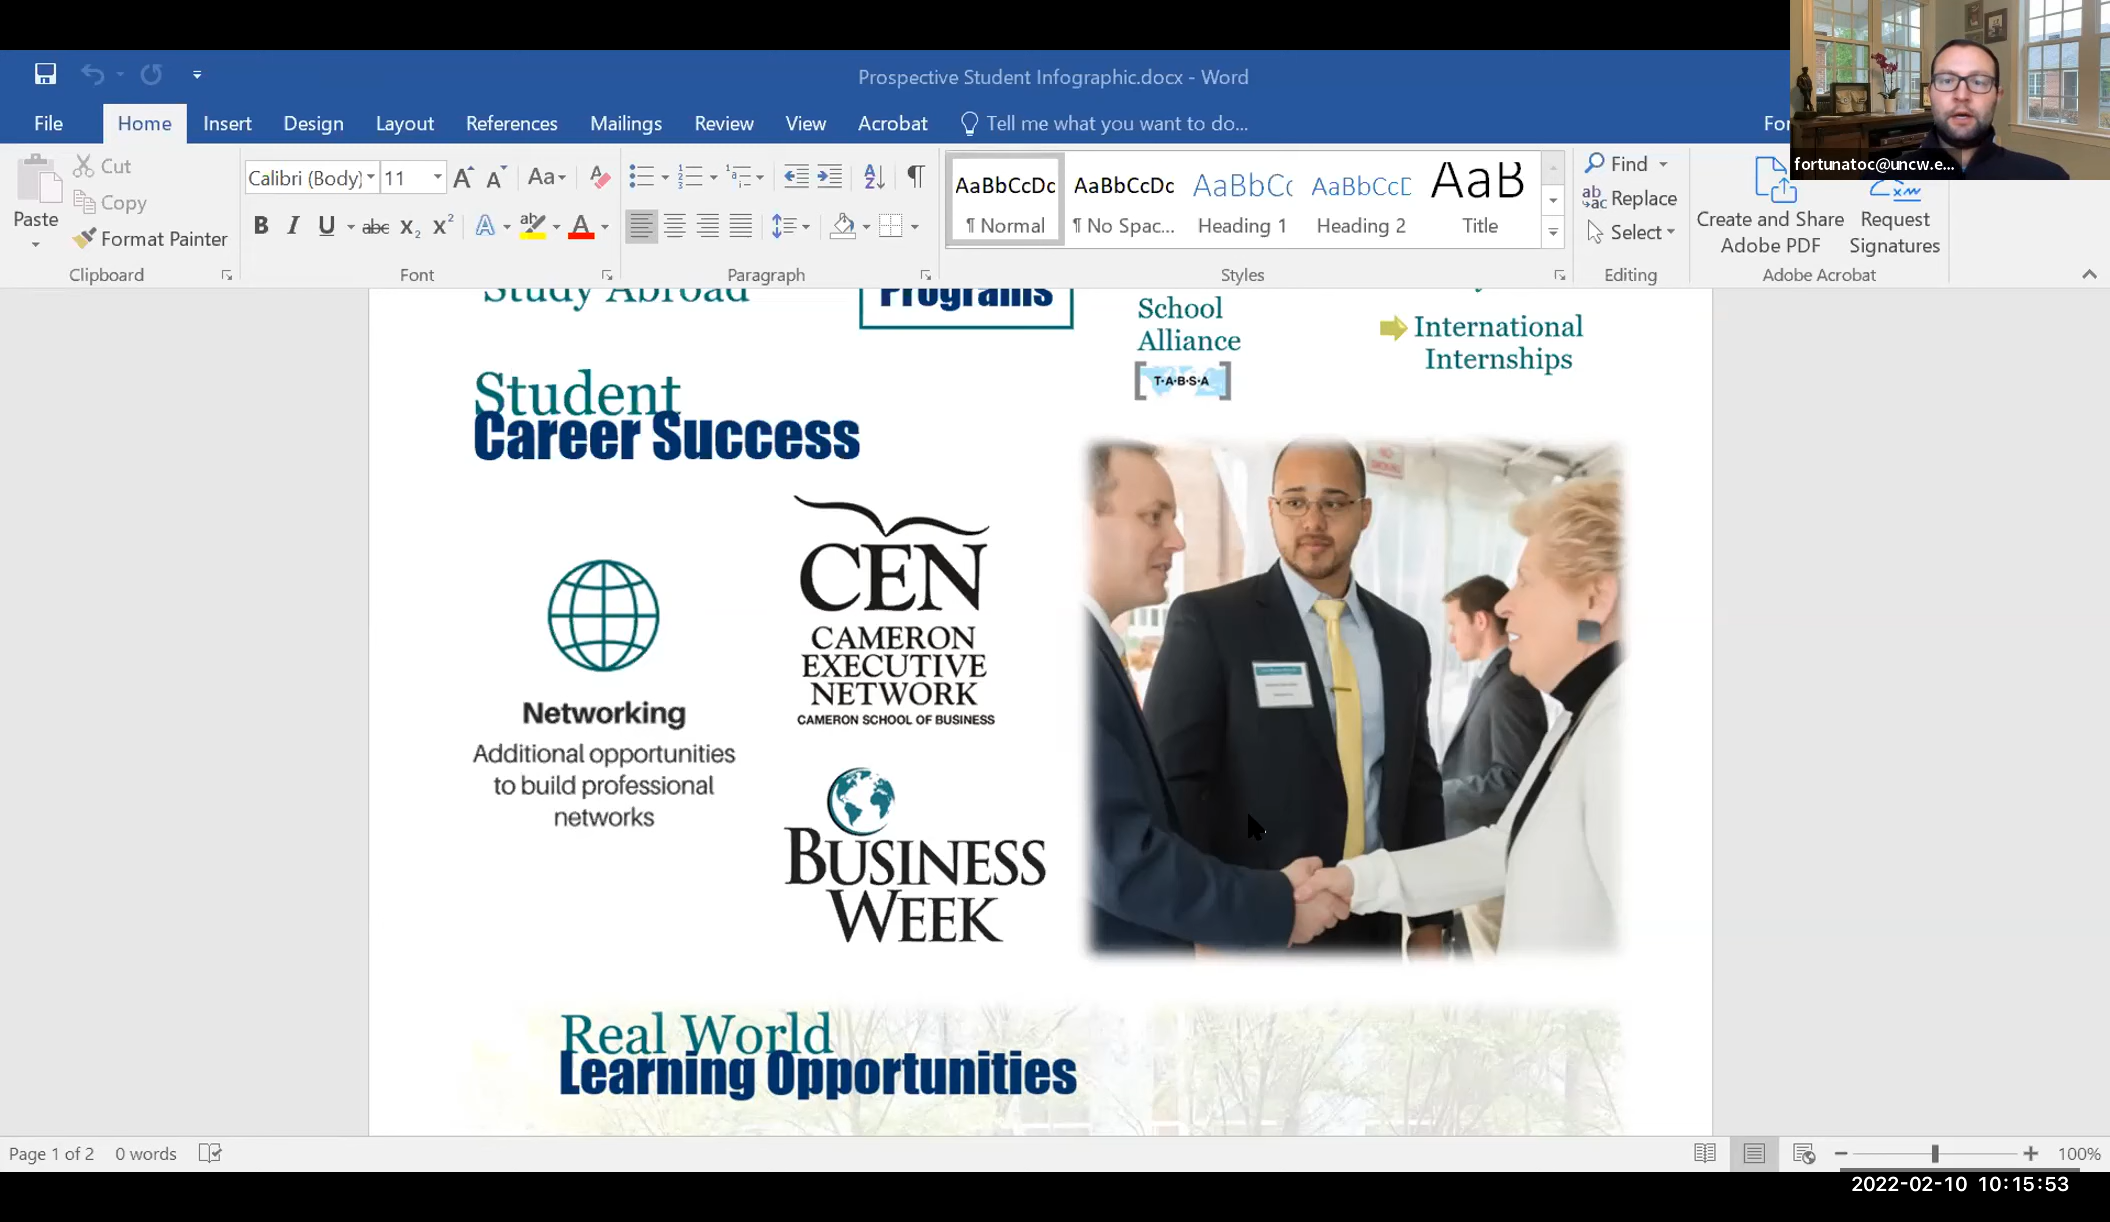 Prospective Student Infographic.docx - Word
File Home Insert Design Layout References Mailings Review View Acrobat Tell me what you want to do...
fortunatoc@uncw.e...
Paste
Cut
Copy
Format Painter
Clipboard
Calibri (Body) 11
Font
Paragraph
AaBbCcDc AaBbCcDc AaBbCc AaBbCcD AaB
¶ Normal ¶ No Spac... Heading 1 Heading 2 Title
Styles
Find
Replace
Select
Editing
Create and Share
Adobe PDF
Request
Signatures
Adobe Acrobat
Study Abroad
Programs
School
Alliance
T·A·B·S·A
International
Internships
Student
Career Success
Networking
Additional opportunities
to build professional
networks
CEN
CAMERON
EXECUTIVE
NETWORK
CAMERON SCHOOL OF BUSINESS
BUSINESS
WEEK
NO
SMOKING
Real World
Learning Opportunities
Page 1 of 2 0 words
100%
2022-02-10 10:15:53